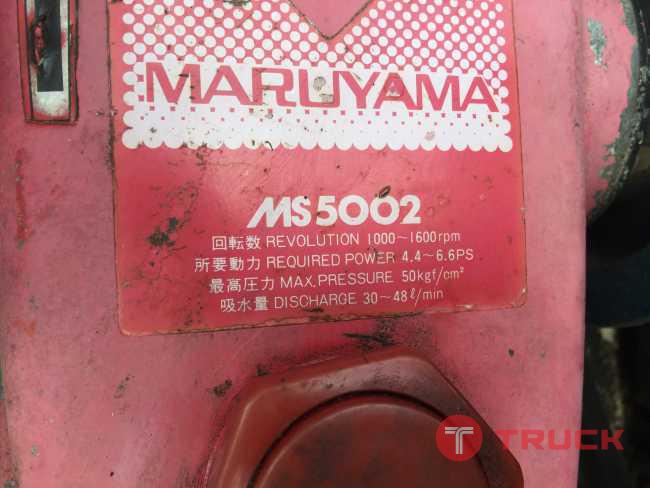 MARUYAMA
MS5002
回転数 REVOLUTION 1000~1600rpm
所要動力 REQUIRED POWER 4.4~6.6PS
最高圧力 MAX.PRESSURE 50kgf/cm²
吸水量 DISCHARGE 30~48ℓ/min
T TRUCK